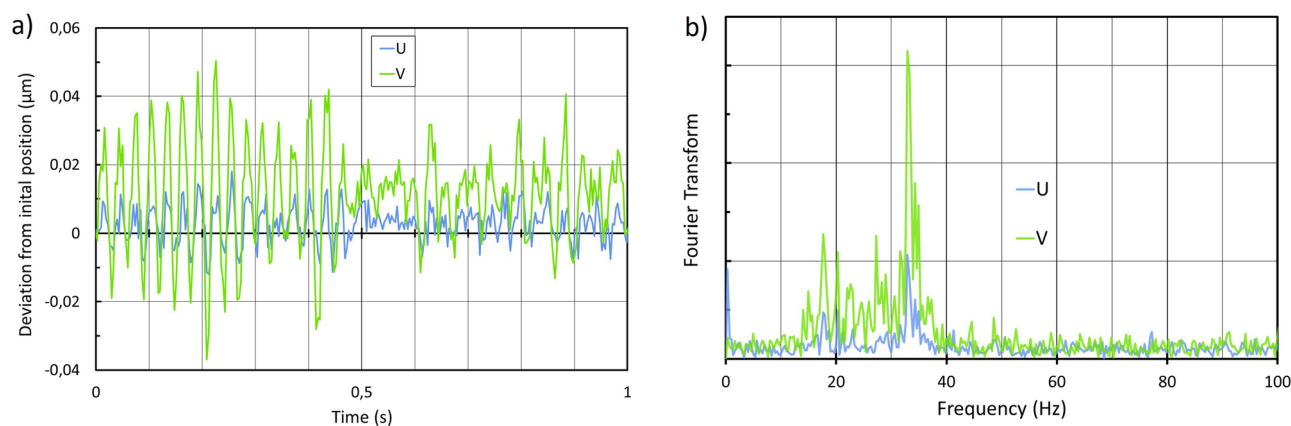 a)
Deviation from inital position (µm)
0,06
0,04
0,02
0
-0,02
-0,04
U
V
0
0,5
1
Time (s)
b)
Fourier Transform
U
V
0
20
40
60
80
100
Frequency (Hz)